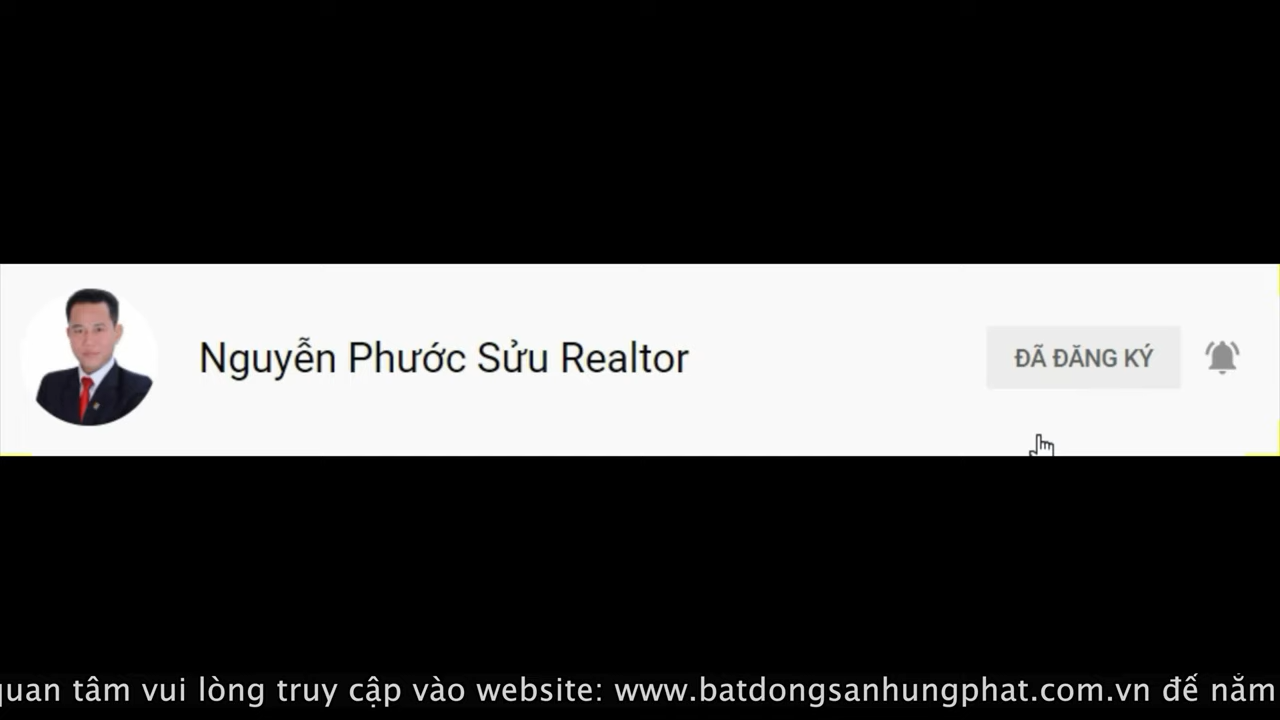 Nguyễn Phước Sửu Realtor
ĐÃ ĐĂNG KÝ
quan tâm vui lòng truy cập vào website: www.batdongsanhungphat.com.vn để nắm